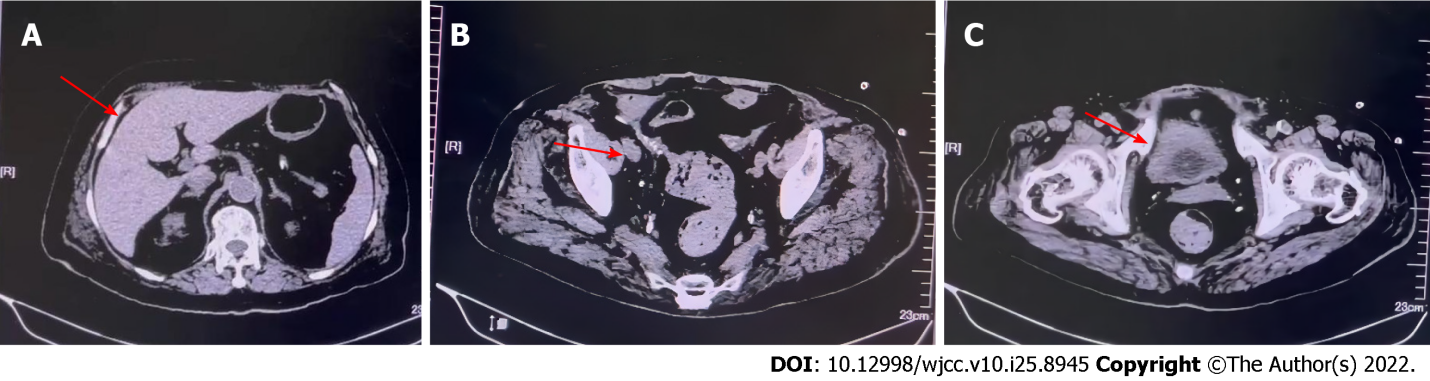 A
B
C
[R]
[R]
[R]
23
23cm
23cm
DOI: 10.12998/wjcc.v10.i25.8945 Copyright ©The Author(s) 2022.